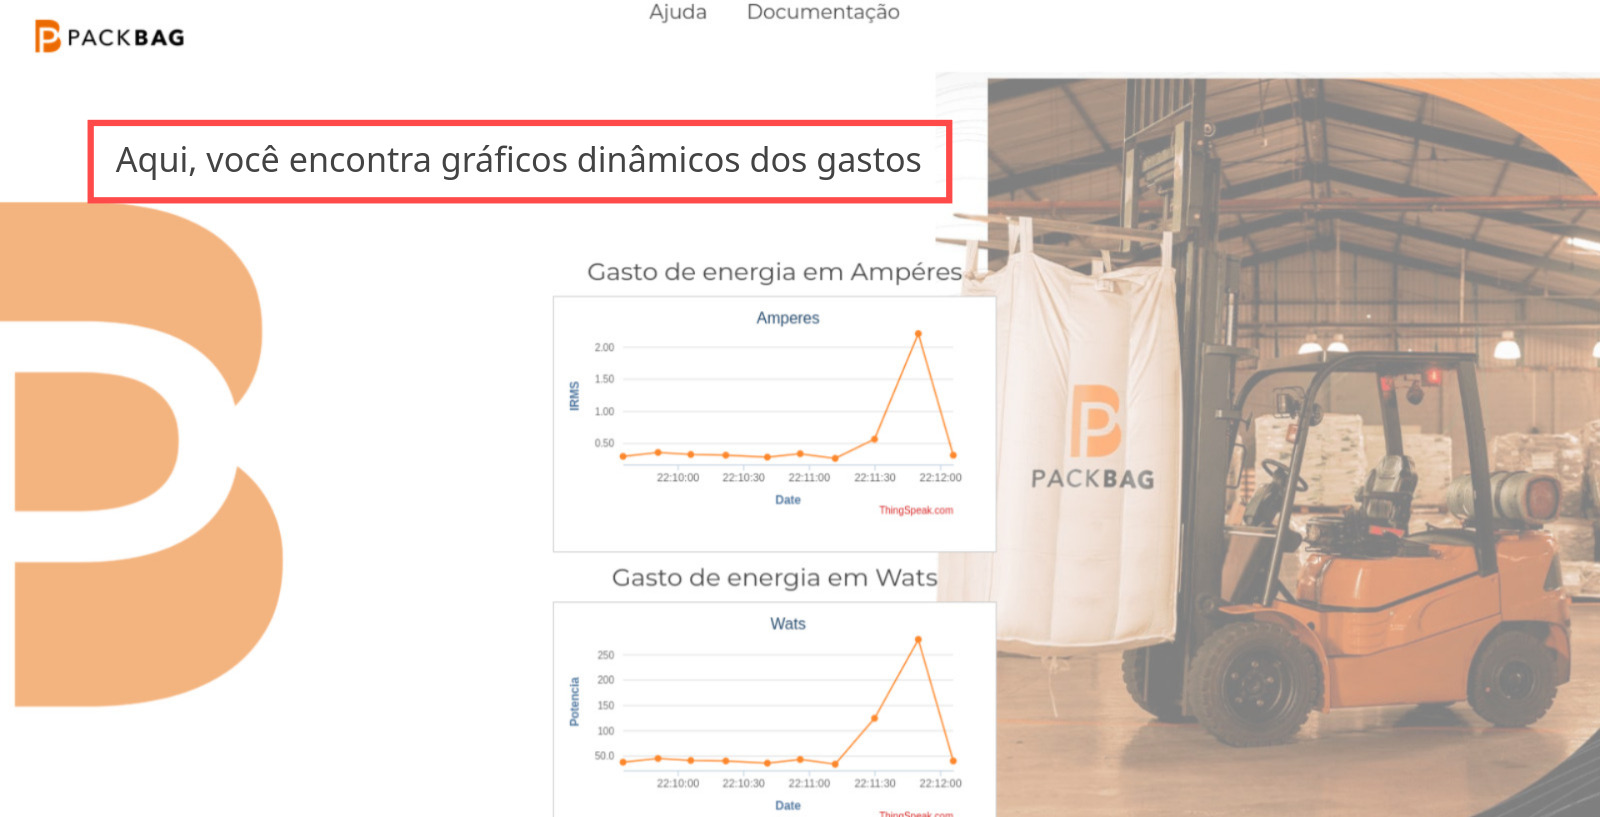 Ajuda Documentação
PACKBAG
Aqui, você encontra gráficos dinâmicos dos gastos
Gasto de energia em Ampéres
Amperes
2.00
1.50
1.00
0.50
IRMS
22:10:00 22:10:30 22:11:00 22:11:30 22:12:00
Date
ThingSpeak.com
PACKBAG
Gasto de energia em Wats
Wats
250
200
150
100
50.0
Potencia
22:10:00 22:10:30 22:11:00 22:11:30 22:12:00
Date
ThingSpeak.com